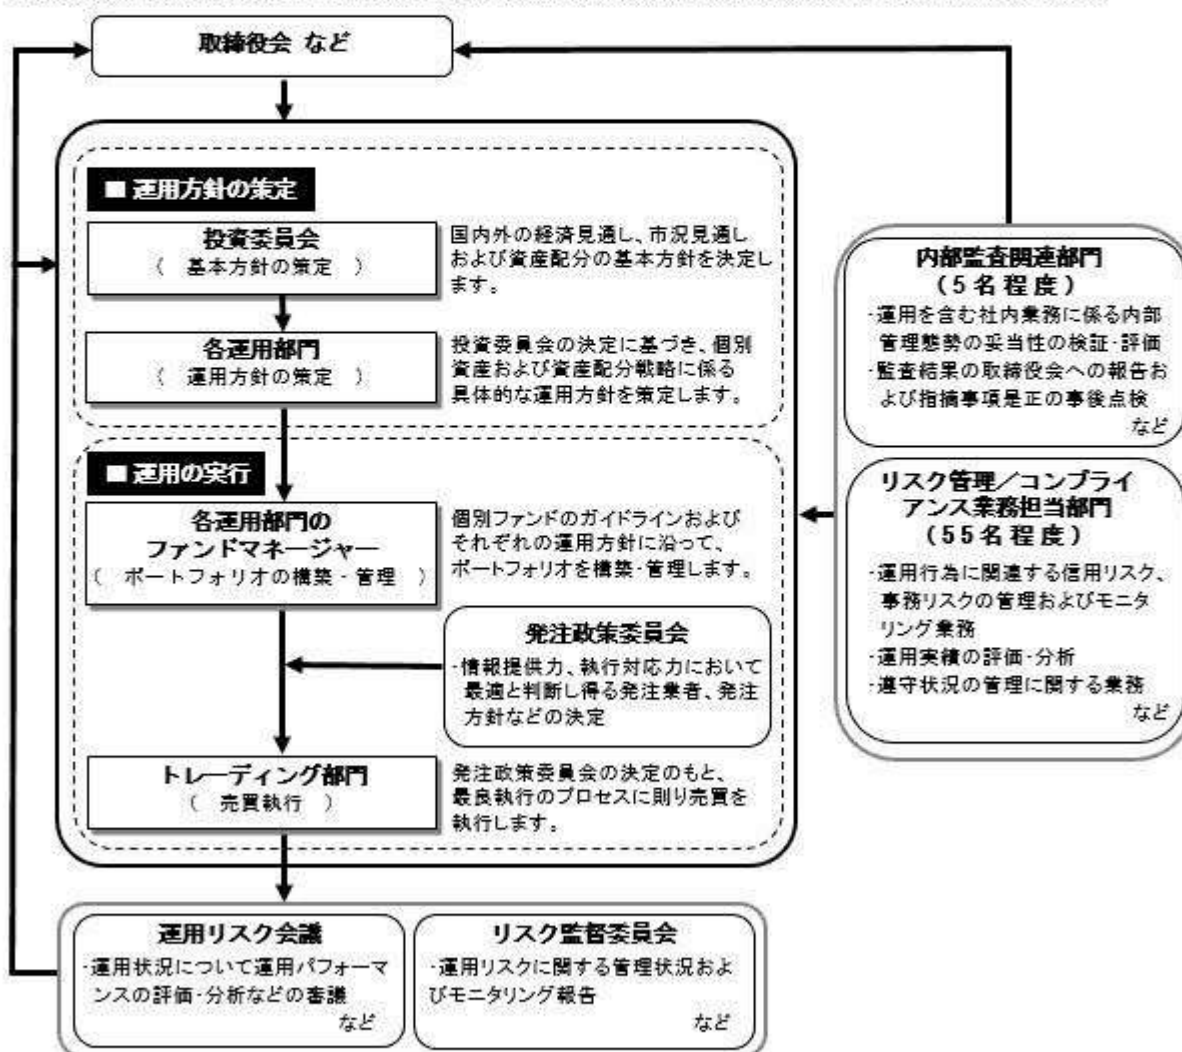 取締役会 など
■ 運用方針の策定
投資委員会
（ 基本方針の策定 ）
国内外の経済見通し、市況見通し
および資産配分の基本方針を決定し
ます。
各運用部門
（ 運用方針の策定 ）
投資委員会の決定に基づき、個別
資産および資産配分戦略に係る
具体的な運用方針を策定します。
■ 運用の実行
各運用部門の
ファンドマネージャー
（ ポートフォリオの構築・管理 ）
個別ファンドのガイドラインおよび
それぞれの運用方針に沿って、
ポートフォリオを構築・管理します。
発注政策委員会
・情報提供力、執行対応力において
最適と判断し得る発注業者、発注
方針などの決定
トレーディング部門
（ 売買執行 ）
発注政策委員会の決定のもと、
最良執行のプロセスに則り売買を
執行します。
内部監査関連部門
（5名程度）
・運用を含む社内業務に係る内部
管理態勢の妥当性の検証・評価
・監査結果の取締役会への報告お
よび指摘事項是正の事後点検
など
リスク管理／コンプライ
アンス業務担当部門
（55名程度）
・運用行為に関連する信用リスク、
事務リスクの管理およびモニタ
リング業務
・運用実績の評価・分析
・遵守状況の管理に関する業務
など
運用リスク会議
・運用状況について運用パフォーマ
ンスの評価・分析などの審議
など
リスク監督委員会
・運用リスクに関する管理状況およ
びモニタリング報告
など